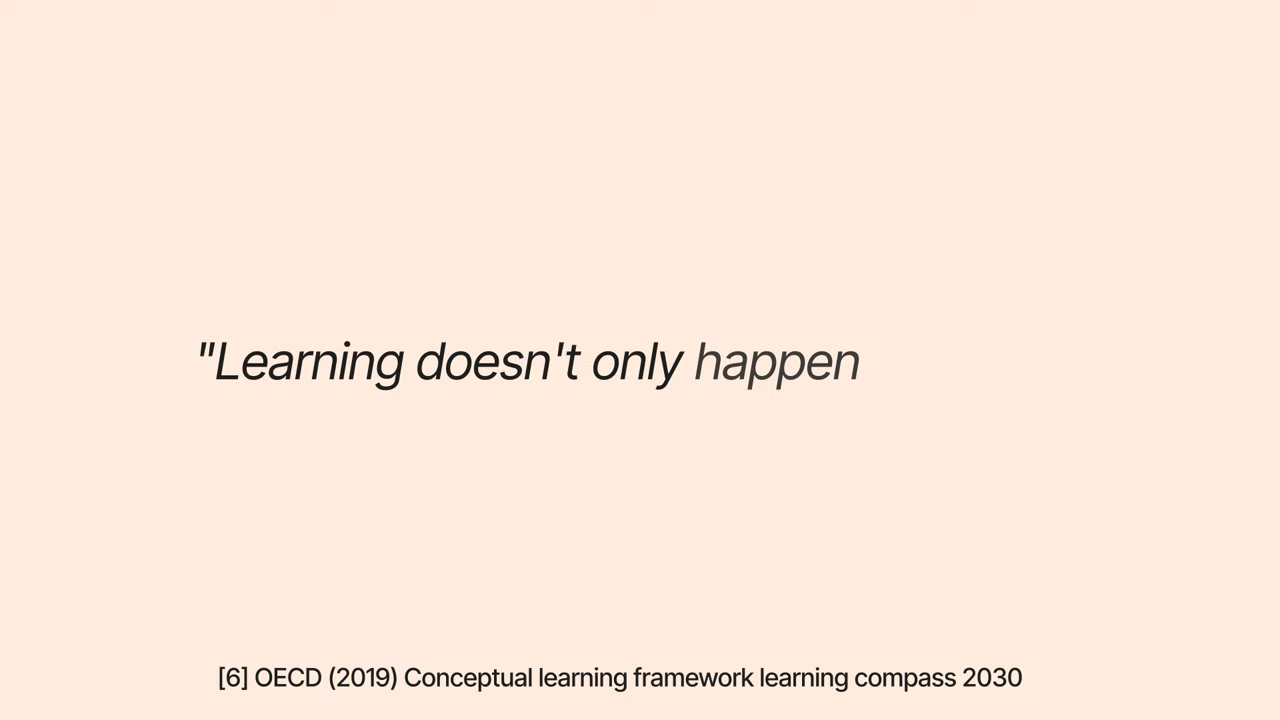 "Learning doesn't only happen
[6] OECD (2019) Conceptual learning framework learning compass 2030